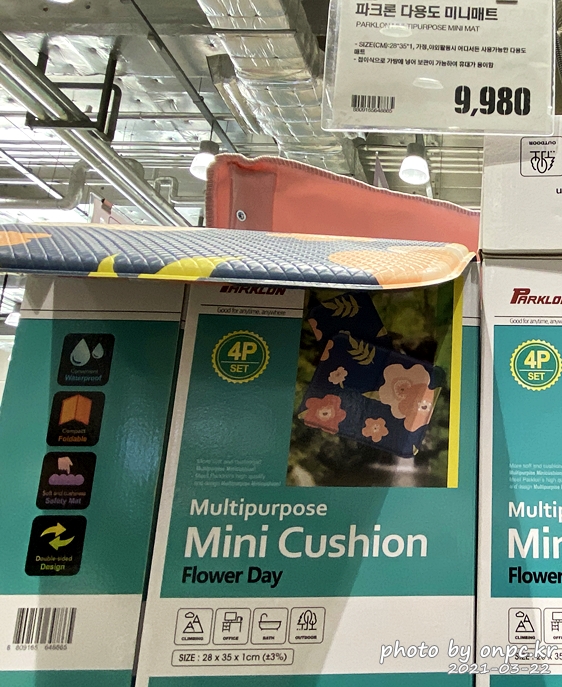 파크론 다용도 미니매트
PARKLON MULTIPURPOSE MINI MAT
- SIZE(CM):28*35*1, 가정,야외활동시 어디서든 사용가능한 다용도
매트
- 접이식으로 가방에 넣어 보관이 가능하여 휴대가 용이함
9,980
OUTDOOR
PARKLON
Good for anytime, anywhere
4P
SET
Convenient
Waterproof
Compact
Foldable
Soft and cushiony
Safety Mat
Double-sided
Design
Multipurpose
Mini Cushion
Flower Day
CLIMBING
OFFICE
BATH
OUTDOOR
SIZE : 28 x 35 x 1cm (±3%)
PARKLON
Good for anytime, anywhere
4P
SET
Multip
Min
Flower
CLIMBING
photo by onpc.kr
2021-03-22